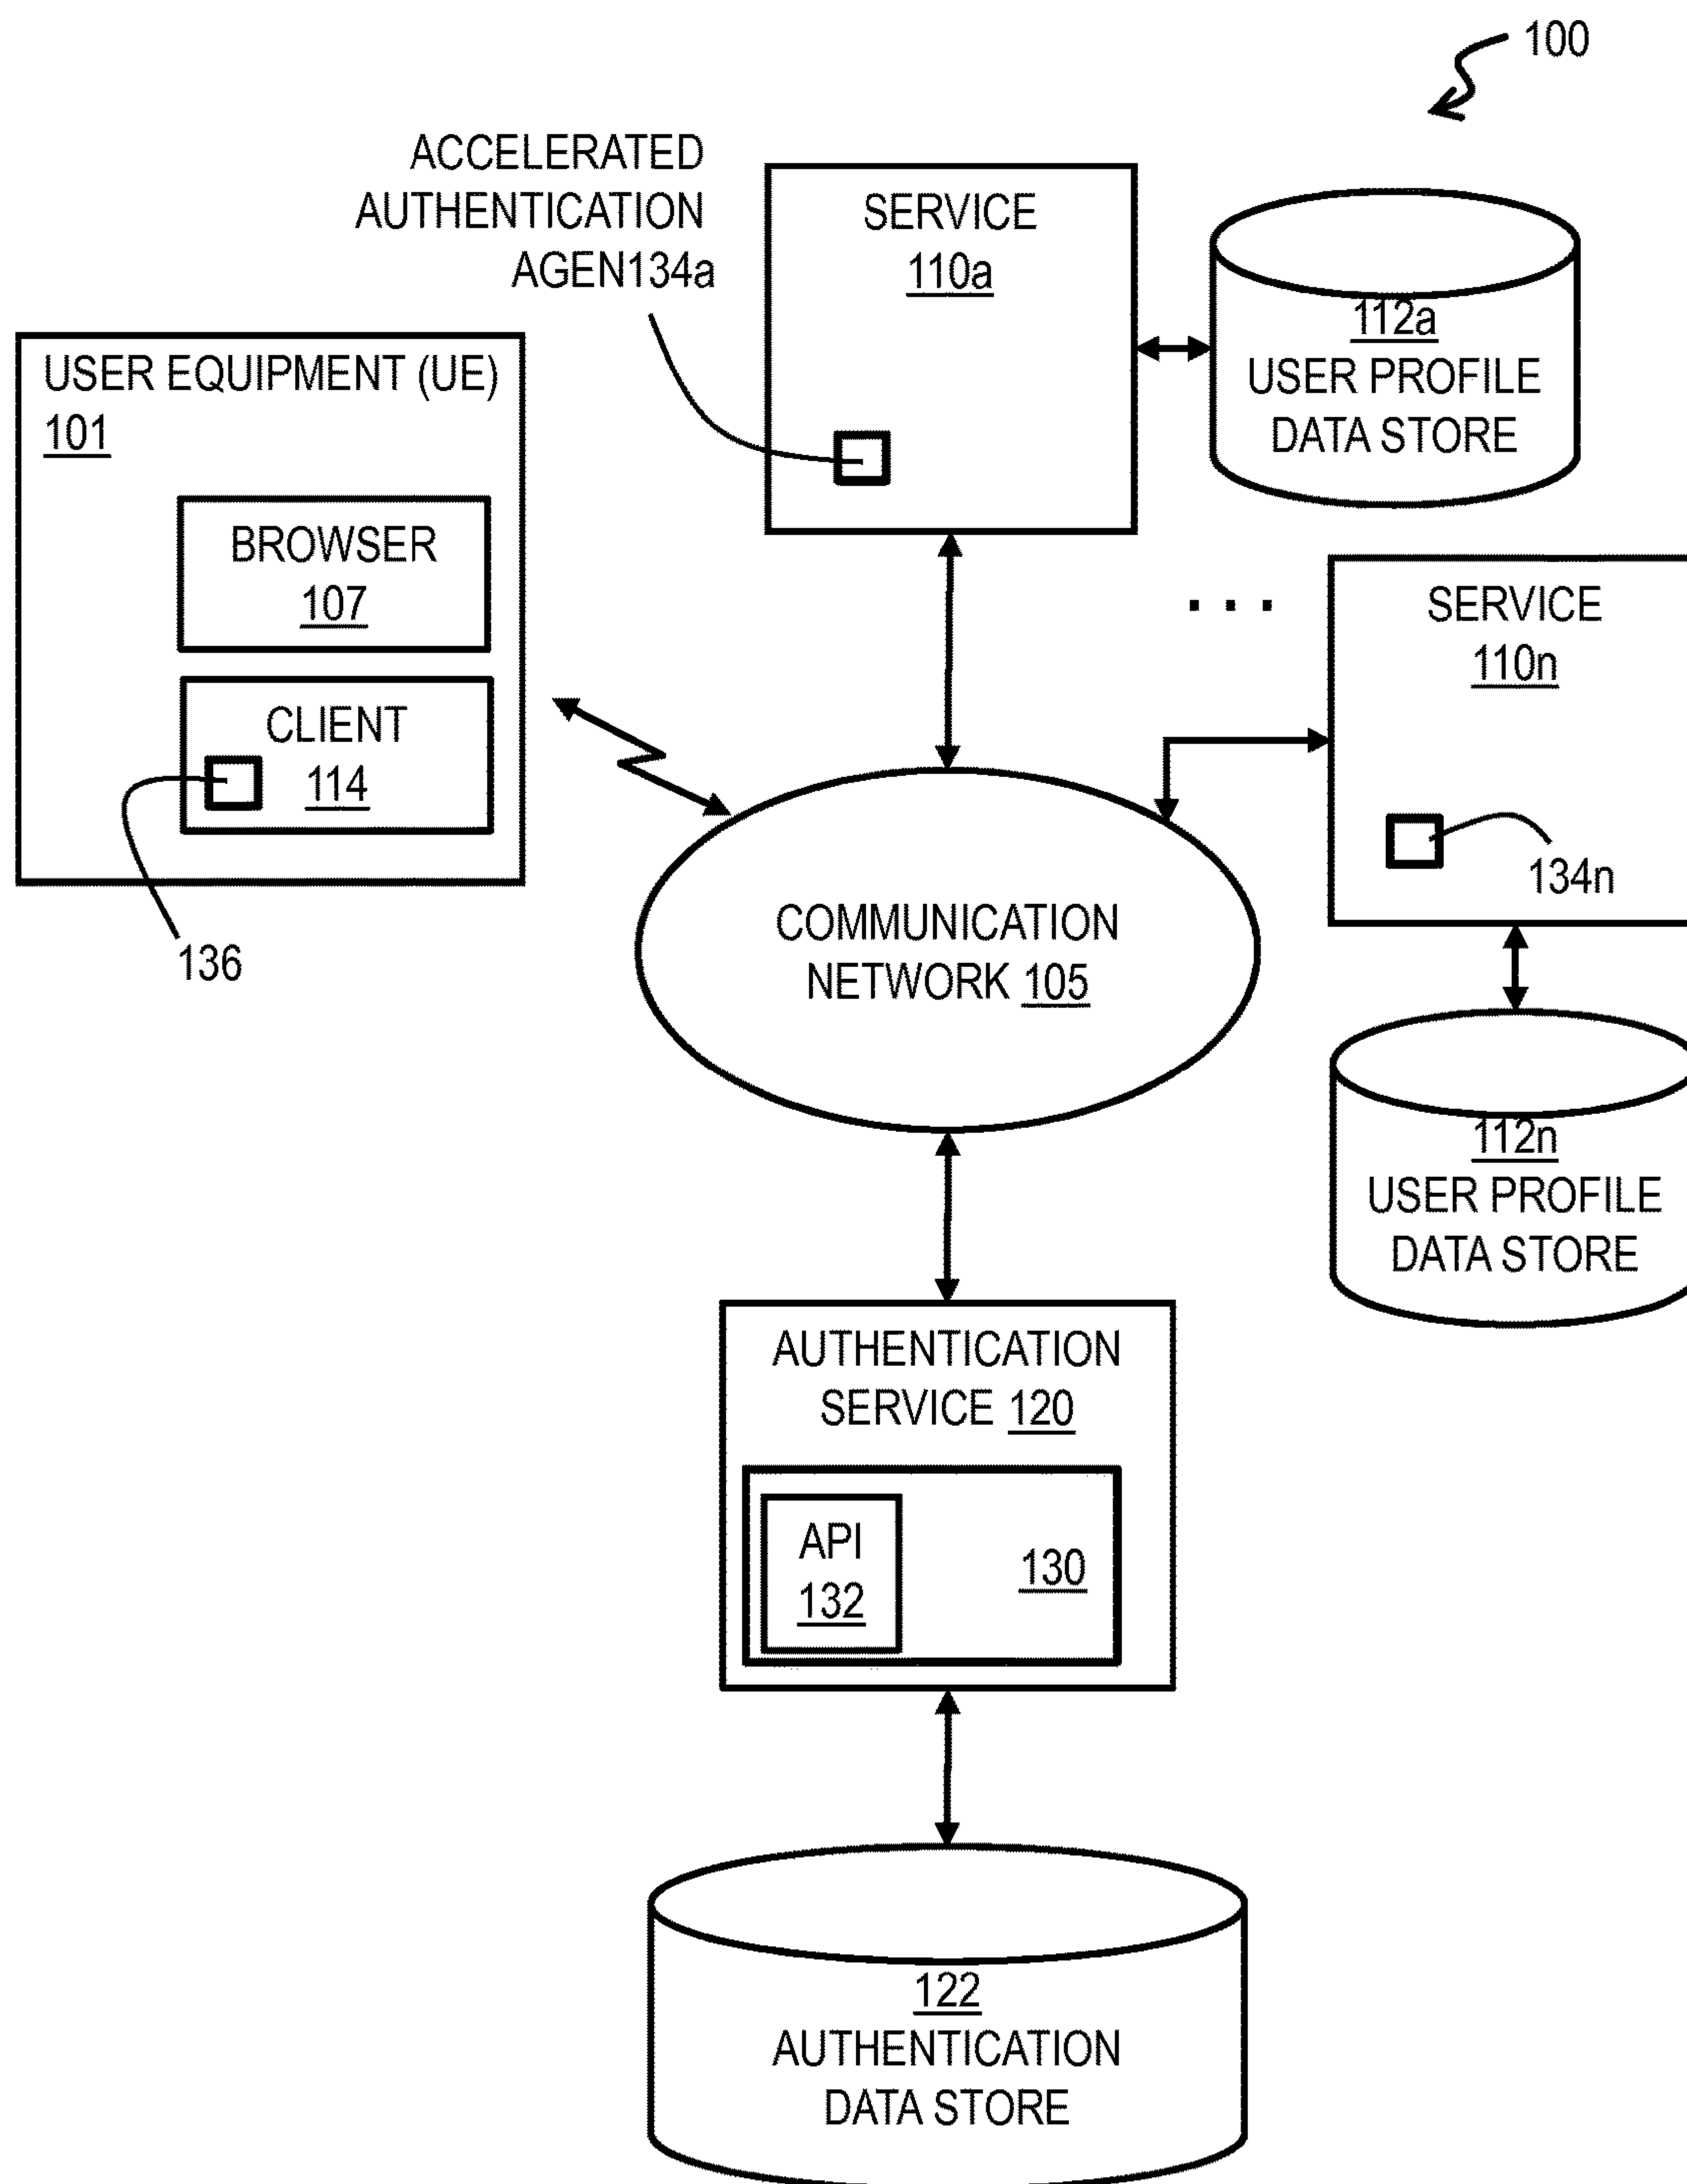 100
ACCELERATED
AUTHENTICATION
AGEN134a
SERVICE
110a
112a
USER PROFILE
DATA STORE
USER EQUIPMENT (UE)
101
BROWSER
107
CLIENT
114
136
. . .
SERVICE
110n
134n
COMMUNICATION
NETWORK 105
112n
USER PROFILE
DATA STORE
AUTHENTICATION
SERVICE 120
API
132
130
122
AUTHENTICATION
DATA STORE